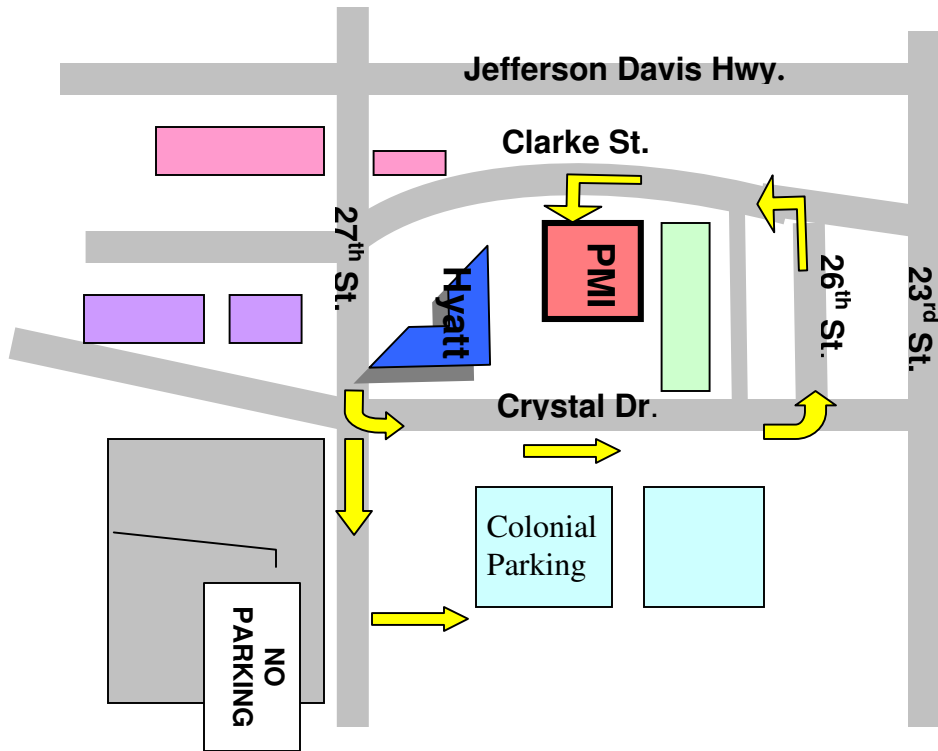 Jefferson Davis Hwy.
Clarke St.
27th St.
Hyatt
PMI
26th St.
23rd St.
Crystal Dr.
Colonial
Parking
NO
PARKING